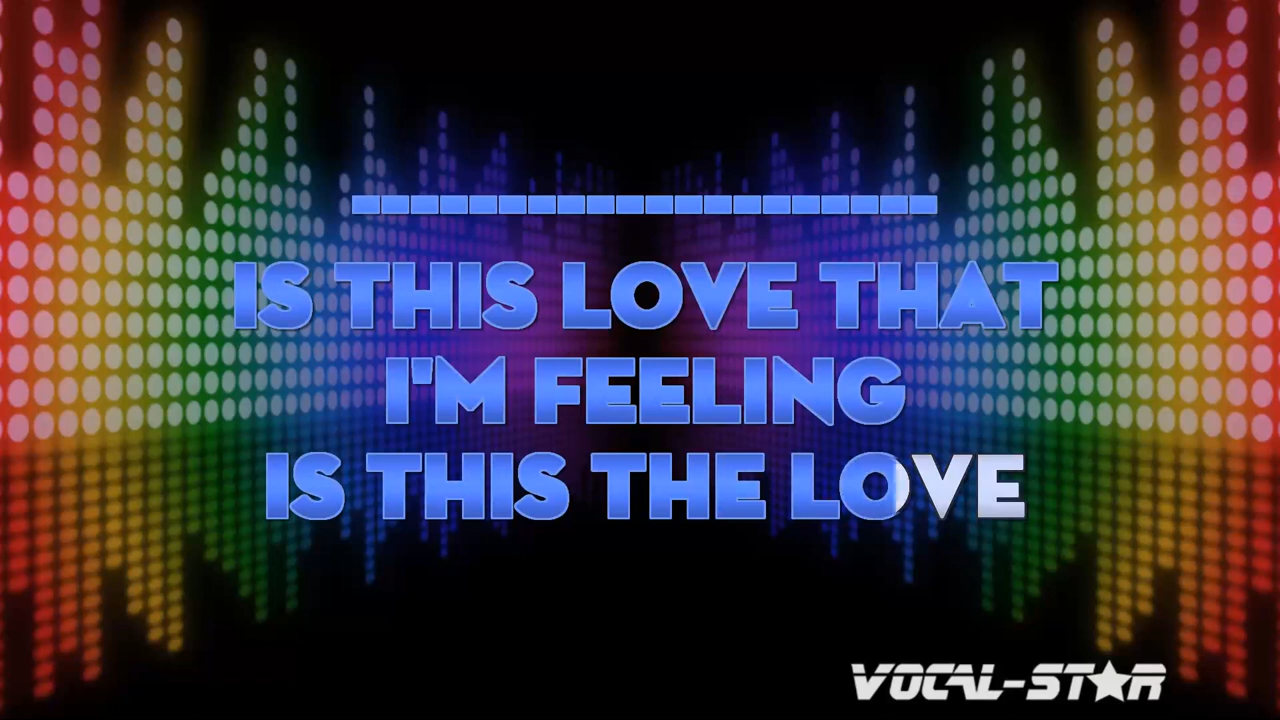 IS THIS LOVE THAT
I'M FEELING
IS THIS THE LOVE
VOCAL-STAR